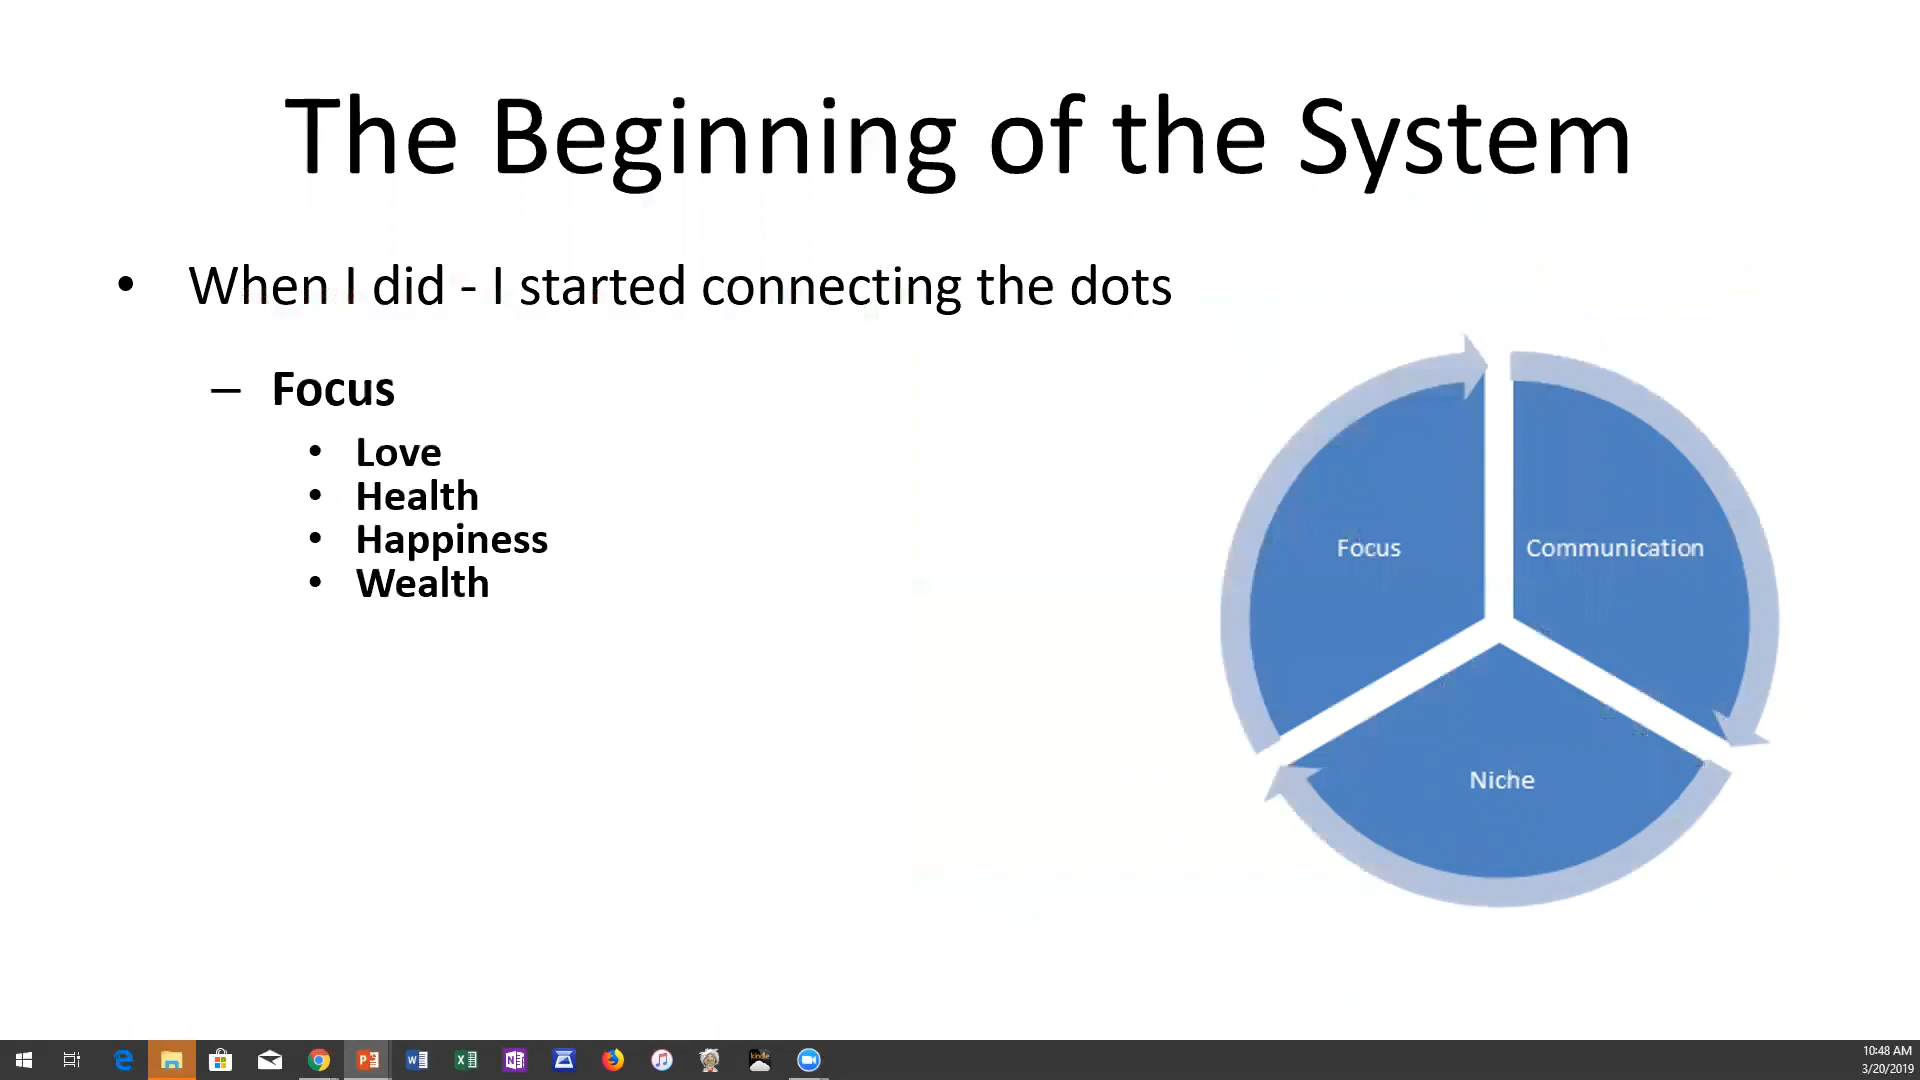 The Beginning of the System
• When I did - I started connecting the dots
– Focus
• Love
• Health
• Happiness
• Wealth
Focus
Communication
Niche
kindle
10:48 AM
3/20/2019